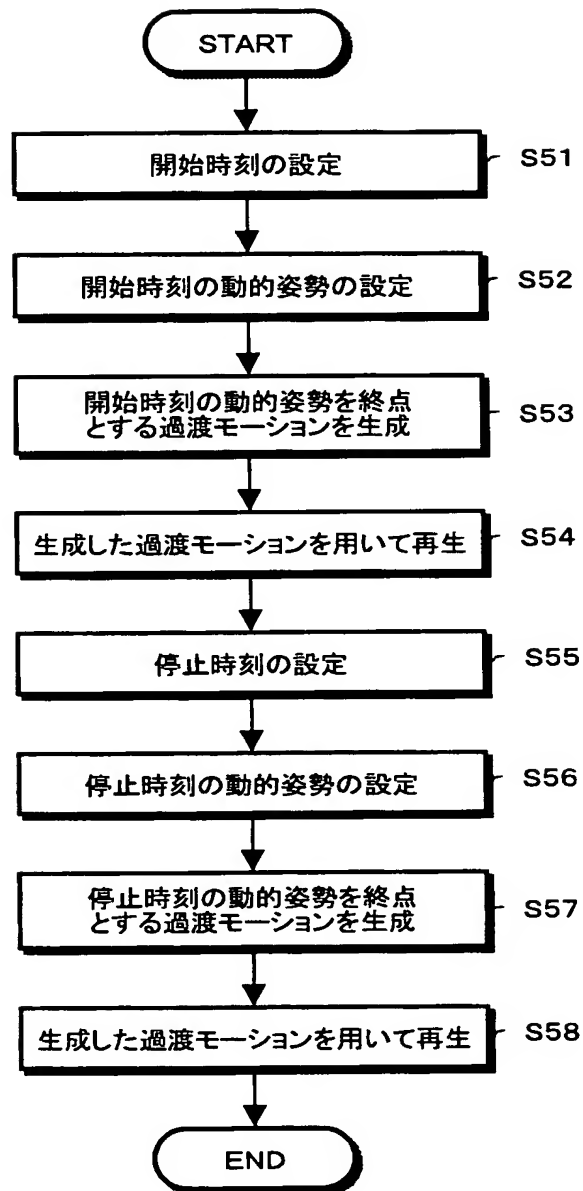 START
開始時刻の設定
S51
開始時刻の動的姿勢の設定
S52
開始時刻の動的姿勢を終点
とする過渡モーションを生成
S53
生成した過渡モーションを用いて再生
S54
停止時刻の設定
S55
停止時刻の動的姿勢の設定
S56
停止時刻の動的姿勢を終点
とする過渡モーションを生成
S57
生成した過渡モーションを用いて再生
S58
END